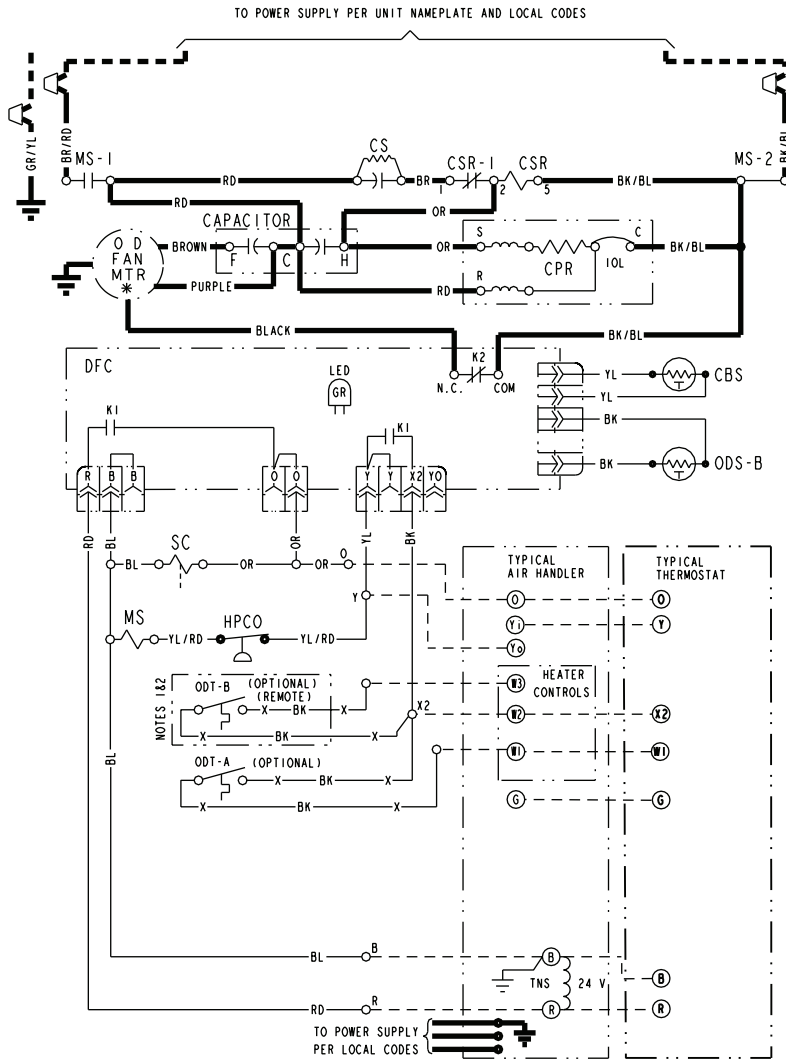 TO POWER SUPPLY PER UNIT NAMEPLATE AND LOCAL CODES
GR/YL
BR/RD
BK/BL
MS-1
RD
CS
BR
1
CSR-1
2
CSR
5
BK/BL
MS-2
RD
OR
CAPACITOR
O D
FAN
MTR
*
BROWN
F
C
H
OR
S
C
CPR
IOL
BK/BL
R
RD
PURPLE
BLACK
BK/BL
DFC
LED
GR
K2
N.C.
COM
YL
CBS
YL
BK
BK
ODS-B
K1
K1
R
B
B
O
O
Y
Y
X2
YO
RD
BL
OR
YL
BK
BL
SC
OR
OR
O
Y
MS
YL/RD
HPCO
YL/RD
TYPICAL
AIR HANDLER
TYPICAL
THERMOSTAT
O
O
Yi
Y
Yo
HEATER
CONTROLS
W3
W2
X2
W1
W1
G
G
NOTES 1&2
ODT-B
(OPTIONAL)
(REMOTE)
X
BK
X
X2
X
BK
X
ODT-A
(OPTIONAL)
X
BK
X
X
BK
X
BL
BL
B
B
B
TNS
24 V
RD
R
R
R
TO POWER SUPPLY
PER LOCAL CODES